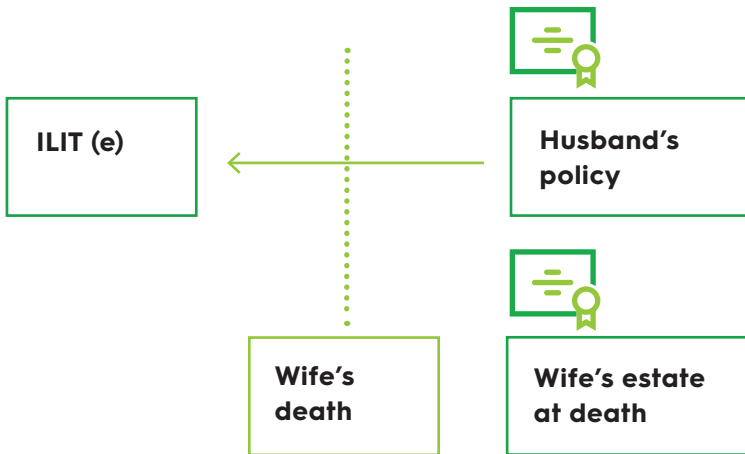 ILIT (e)
Husband’s
policy
Wife’s
death
Wife’s estate
at death